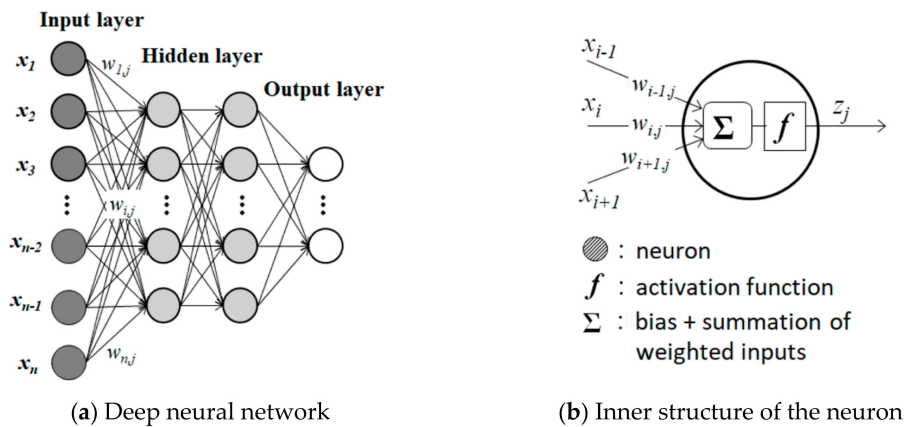 Input layer
Hidden layer
Output layer
x1
x2
x3
xn-2
xn-1
xn
w1,j
wi,j
wn,j
(a) Deep neural network
xi-1
xi
xi+1
wi-1,j
wi,j
wi+1,j
Σ
f
zj
: neuron
f : activation function
Σ : bias + summation of
weighted inputs
(b) Inner structure of the neuron